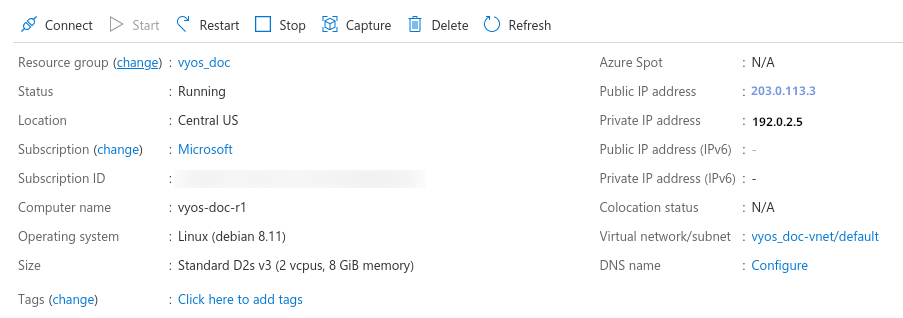 Connect Start Restart Stop Capture Delete Refresh
Resource group (change) : vyos_doc
Status : Running
Location : Central US
Subscription (change) : Microsoft
Subscription ID :
Computer name : vyos-doc-r1
Operating system : Linux (debian 8.11)
Size : Standard D2s v3 (2 vcpus, 8 GiB memory)
Tags (change) : Click here to add tags
Azure Spot : N/A
Public IP address : 203.0.113.3
Private IP address : 192.0.2.5
Public IP address (IPv6) : -
Private IP address (IPv6) : -
Colocation status : N/A
Virtual network/subnet : vyos_doc-vnet/default
DNS name : Configure